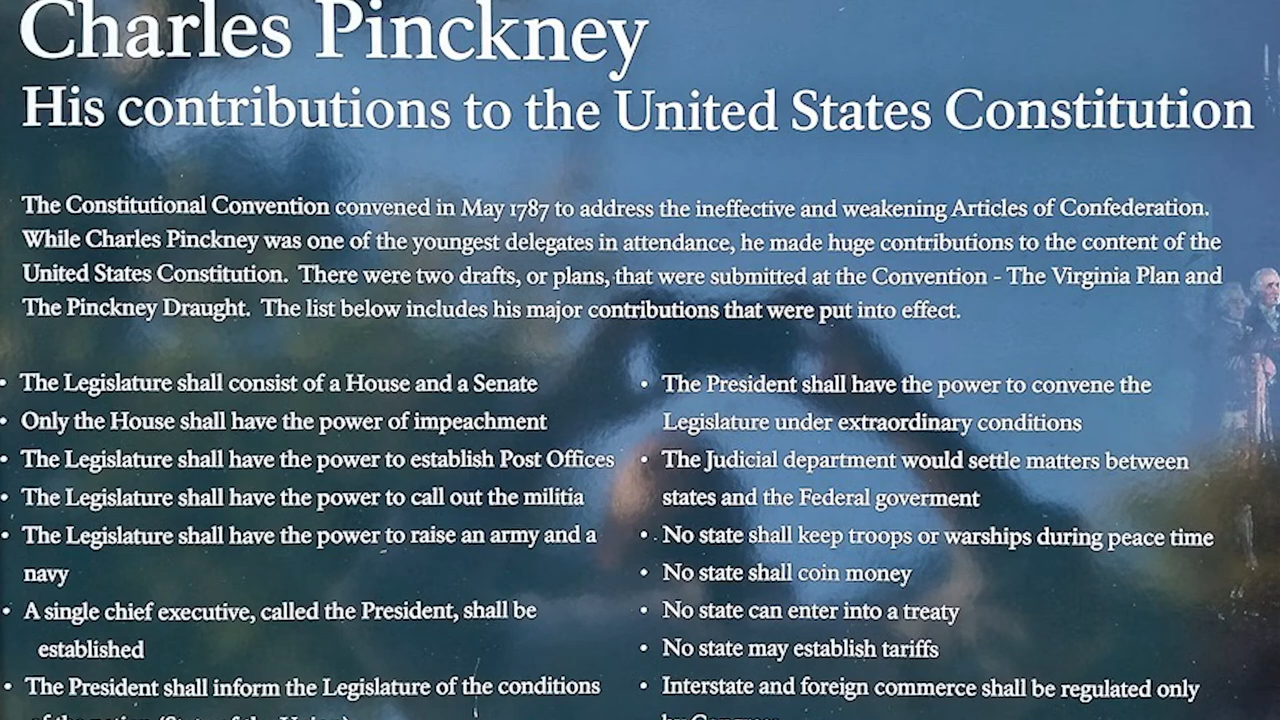 Charles Pinckney
His contributions to the United States Constitution
The Constitutional Convention convened in May 1787 to address the ineffective and weakening Articles of Confederation.
While Charles Pinckney was one of the youngest delegates in attendance, he made huge contributions to the content of the
United States Constitution. There were two drafts, or plans, that were submitted at the Convention - The Virginia Plan and
The Pinckney Draught. The list below includes his major contributions that were put into effect.
• The Legislature shall consist of a House and a Senate
• Only the House shall have the power of impeachment
• The Legislature shall have the power to establish Post Offices
• The Legislature shall have the power to call out the militia
• The Legislature shall have the power to raise an army and a
navy
• A single chief executive, called the President, shall be
established
• The President shall inform the Legislature of the conditions
of the nation (State of the Union)
• The President shall have the power to convene the
Legislature under extraordinary conditions
• The Judicial department would settle matters between
states and the Federal goverment
• No state shall keep troops or warships during peace time
• No state shall coin money
• No state can enter into a treaty
• No state may establish tariffs
• Interstate and foreign commerce shall be regulated only
by Congress